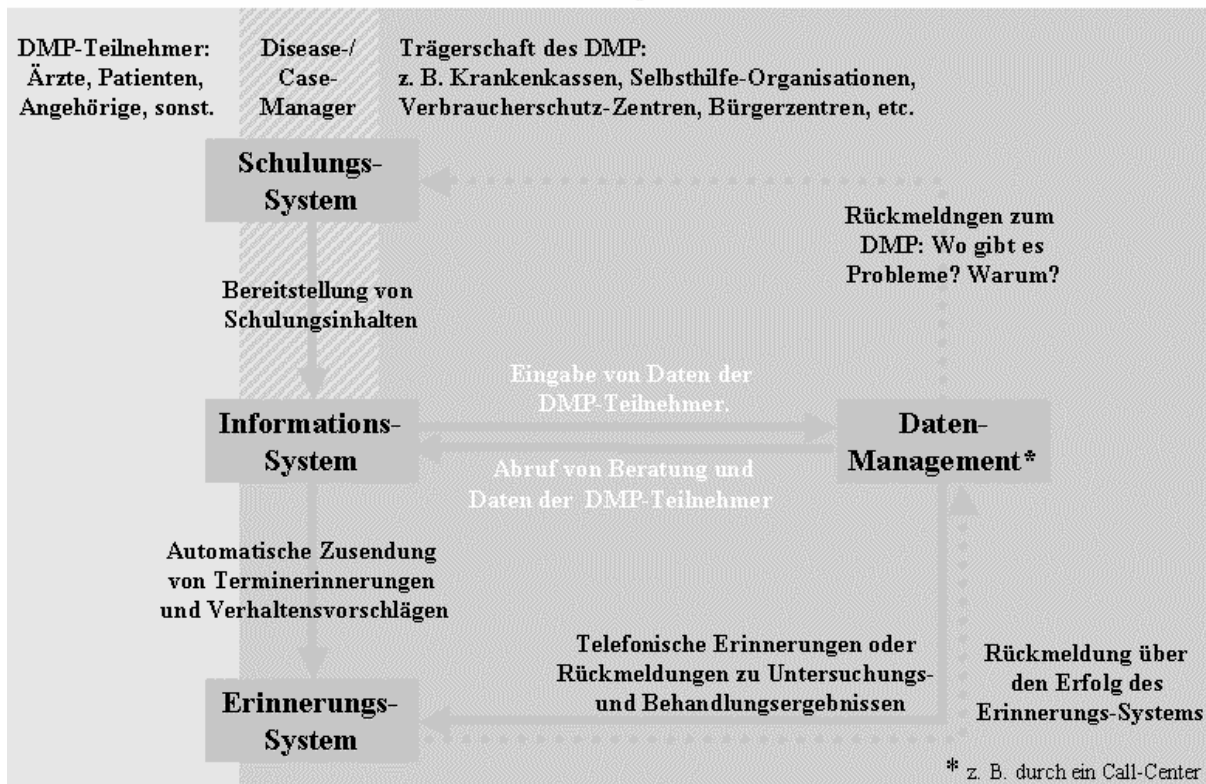 DMP-Teilnehmer:
Ärzte, Patienten,
Angehörige, sonst.
Disease-/
Case-
Manager
Trägerschaft des DMP:
z. B. Krankenkassen, Selbsthilfe-Organisationen,
Verbraucherschutz-Zentren, Bürgerzentren, etc.
Schulungs-
System
Rückmeldngen zum
DMP: Wo gibt es
Probleme? Warum?
Bereitstellung von
Schulungsinhalten
Eingabe von Daten der
DMP-Teilnehmer.
Informations-
System
Daten-
Management*
Abruf von Beratung und
Daten der DMP-Teilnehmer
Automatische Zusendung
von Terminerinnerungen
und Verhaltensvorschlägen
Telefonische Erinnerungen oder
Rückmeldungen zu Untersuchungs-
und Behandlungsergebnissen
Rückmeldung über
den Erfolg des
Erinnerungs-Systems
Erinnerungs-
System
* z. B. durch ein Call-Center